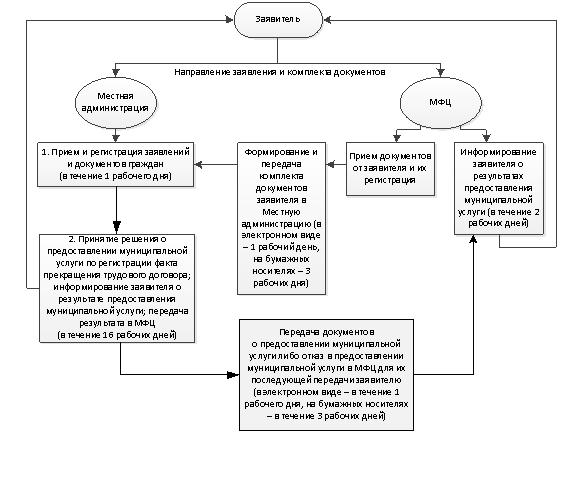 Заявитель
Направление заявления и комплекта документов
Местная
администрация
МФЦ
1. Прием и регистрация заявлений
и документов граждан
(в течение 1 рабочего дня)
Формирование и
передача
комплекта
документов
заявителя в
Местную
администрацию (в
электронном виде
– 1 рабочий день,
на бумажных
носителях – 3
рабочих дня)
Прием документов
от заявителя и их
регистрация
Информирование
заявителя о
результатах
предоставления
муниципальной
услуги (в течение 2
рабочих дней)
2. Принятие решения о
предоставлении муниципальной
услуги по регистрации факта
прекращения трудового договора;
информирование заявителя о
результате предоставления
муниципальной услуги; передача
результата в МФЦ
(в течение 16 рабочих дней)
Передача документов
о предоставлении муниципальной
услуги либо отказ в предоставлении
муниципальной услуги в МФЦ для их
последующей передачи заявителю
(в электронном виде – в течение 1
рабочего дня, на бумажных носителях
– в течение 3 рабочих дней)